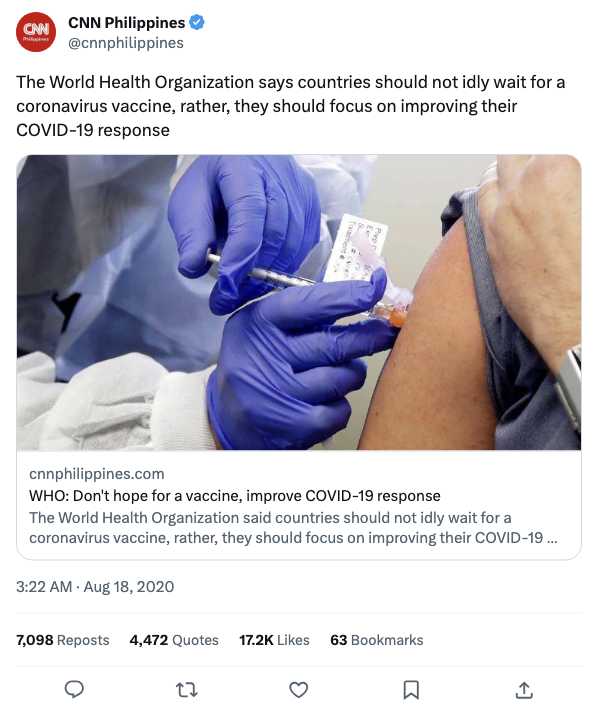 CNN Philippines
@cnnphilippines
CNN
Philippines
The World Health Organization says countries should not idly wait for a
coronavirus vaccine, rather, they should focus on improving their
COVID-19 response
cnnphilippines.com
WHO: Don't hope for a vaccine, improve COVID-19 response
The World Health Organization said countries should not idly wait for a
coronavirus vaccine, rather, they should focus on improving their COVID-19 ...
3:22 AM · Aug 18, 2020
7,098 Reposts 4,472 Quotes 17.2K Likes 63 Bookmarks